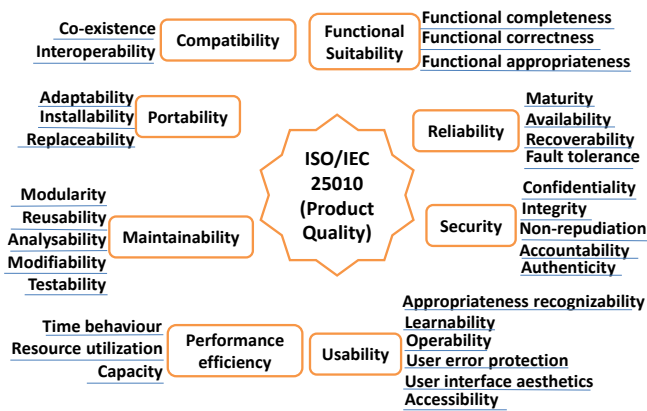 Co-existence
Interoperability
Compatibility
Functional
Suitability
Functional completeness
Functional correctness
Functional appropriateness
Adaptability
Installability
Replaceability
Portability
ISO/IEC
25010
(Product
Quality)
Reliability
Maturity
Availability
Recoverability
Fault tolerance
Modularity
Reusability
Analysability
Modifiability
Testability
Maintainability
Security
Confidentiality
Integrity
Non-repudiation
Accountability
Authenticity
Time behaviour
Resource utilization
Capacity
Performance
efficiency
Usability
Appropriateness recognizability
Learnability
Operability
User error protection
User interface aesthetics
Accessibility